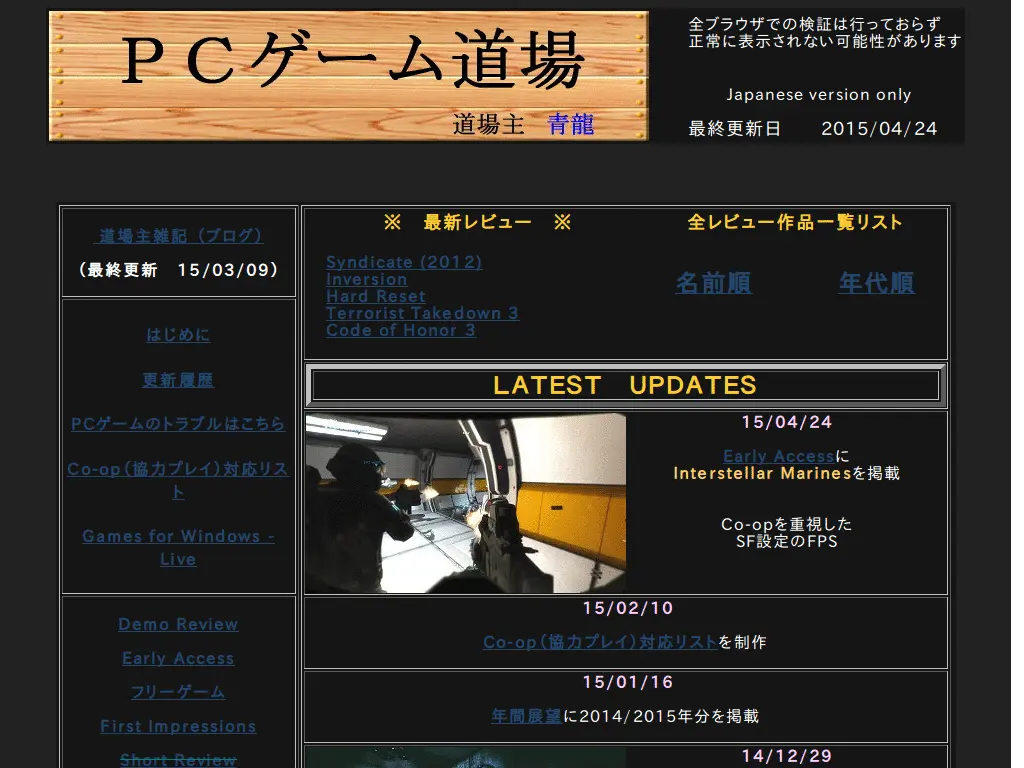 ＰＣゲーム道場
道場主　青龍
全ブラウザでの検証は行っておらず
正常に表示されない可能性があります
Japanese version only
最終更新日　　2015/04/24
道場主雑記（ブログ）
（最終更新　15/03/09）
はじめに
更新履歴
PCゲームのトラブルはこちら
Co-op（協力プレイ）対応リス
ト
Games for Windows -
Live
Demo Review
Early Access
フリーゲーム
First Impressions
Short Review
※　最新レビュー　※
Syndicate (2012)
Inversion
Hard Reset
Terrorist Takedown 3
Code of Honor 3
全レビュー作品一覧リスト
名前順　　　年代順
LATEST　UPDATES
15/04/24
Early Accessに
Interstellar Marinesを掲載
Co-opを重視した
SF設定のFPS
15/02/10
Co-op（協力プレイ）対応リストを制作
15/01/16
年間展望に2014/2015年分を掲載
14/12/29